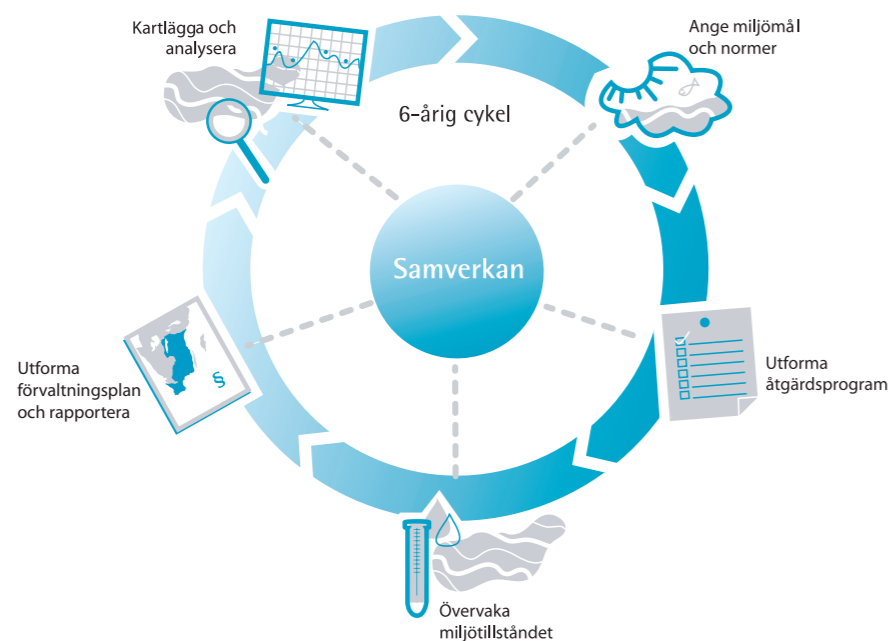 Kartlägga och
analysera
Ange miljömål
och normer
6-årig cykel
Samverkan
Utforma
åtgärdsprogram
Utforma
förvaltningsplan
och rapportera
§
Övervaka
miljötillståndet